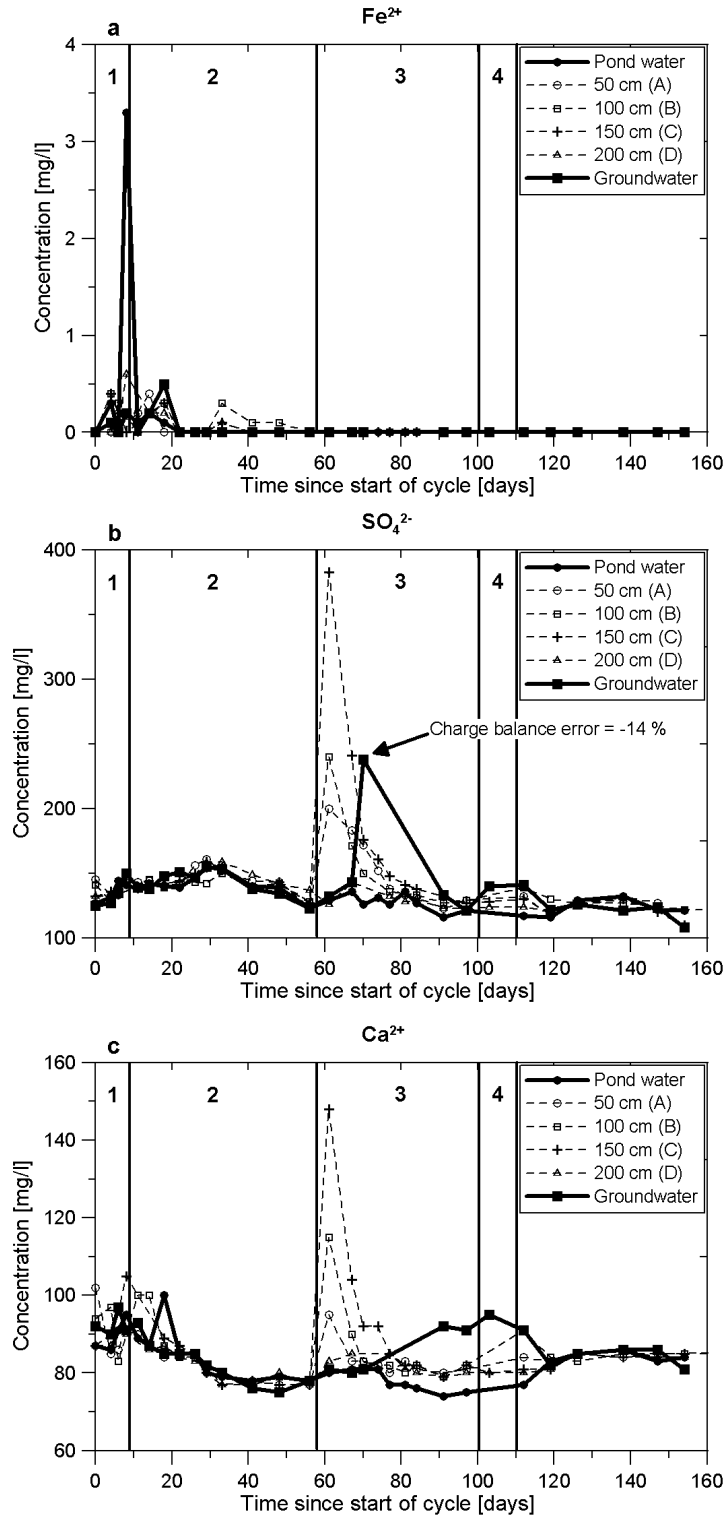 a
Fe²⁺
4
3
2
1
0
Concentration [mg/l]
1
2
3
4
Pond water
50 cm (A)
100 cm (B)
150 cm (C)
200 cm (D)
Groundwater
0 20 40 60 80 100 120 140 160
Time since start of cycle [days]
b
SO₄²⁻
400
300
200
100
Concentration [mg/l]
1
2
3
4
Pond water
50 cm (A)
100 cm (B)
150 cm (C)
200 cm (D)
Groundwater
Charge balance error = -14 %
0 20 40 60 80 100 120 140 160
Time since start of cycle [days]
c
Ca²⁺
160
140
120
100
80
60
Concentration [mg/l]
1
2
3
4
Pond water
50 cm (A)
100 cm (B)
150 cm (C)
200 cm (D)
Groundwater
0 20 40 60 80 100 120 140 160
Time since start of cycle [days]